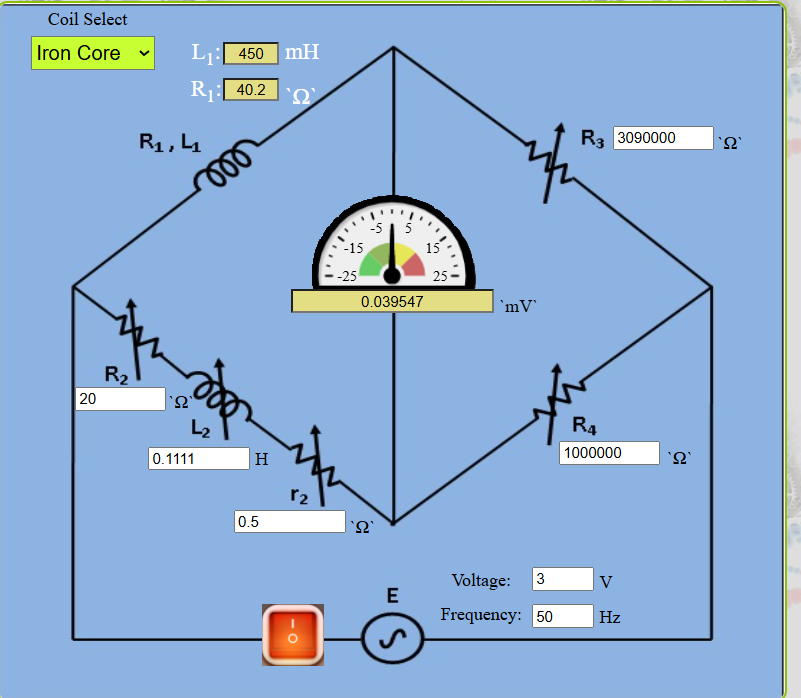 Coil Select
Iron Core
L1: 450 mH
R1: 40.2 `Ω`
R1 , L1
R3 3090000 `Ω`
-25 -15 -5 5 15 25
0.039547 `mV`
R2
20 `Ω`
L2
0.1111 H
r2
0.5 `Ω`
R4
1000000 `Ω`
E
Voltage: 3 V
Frequency: 50 Hz
I
O